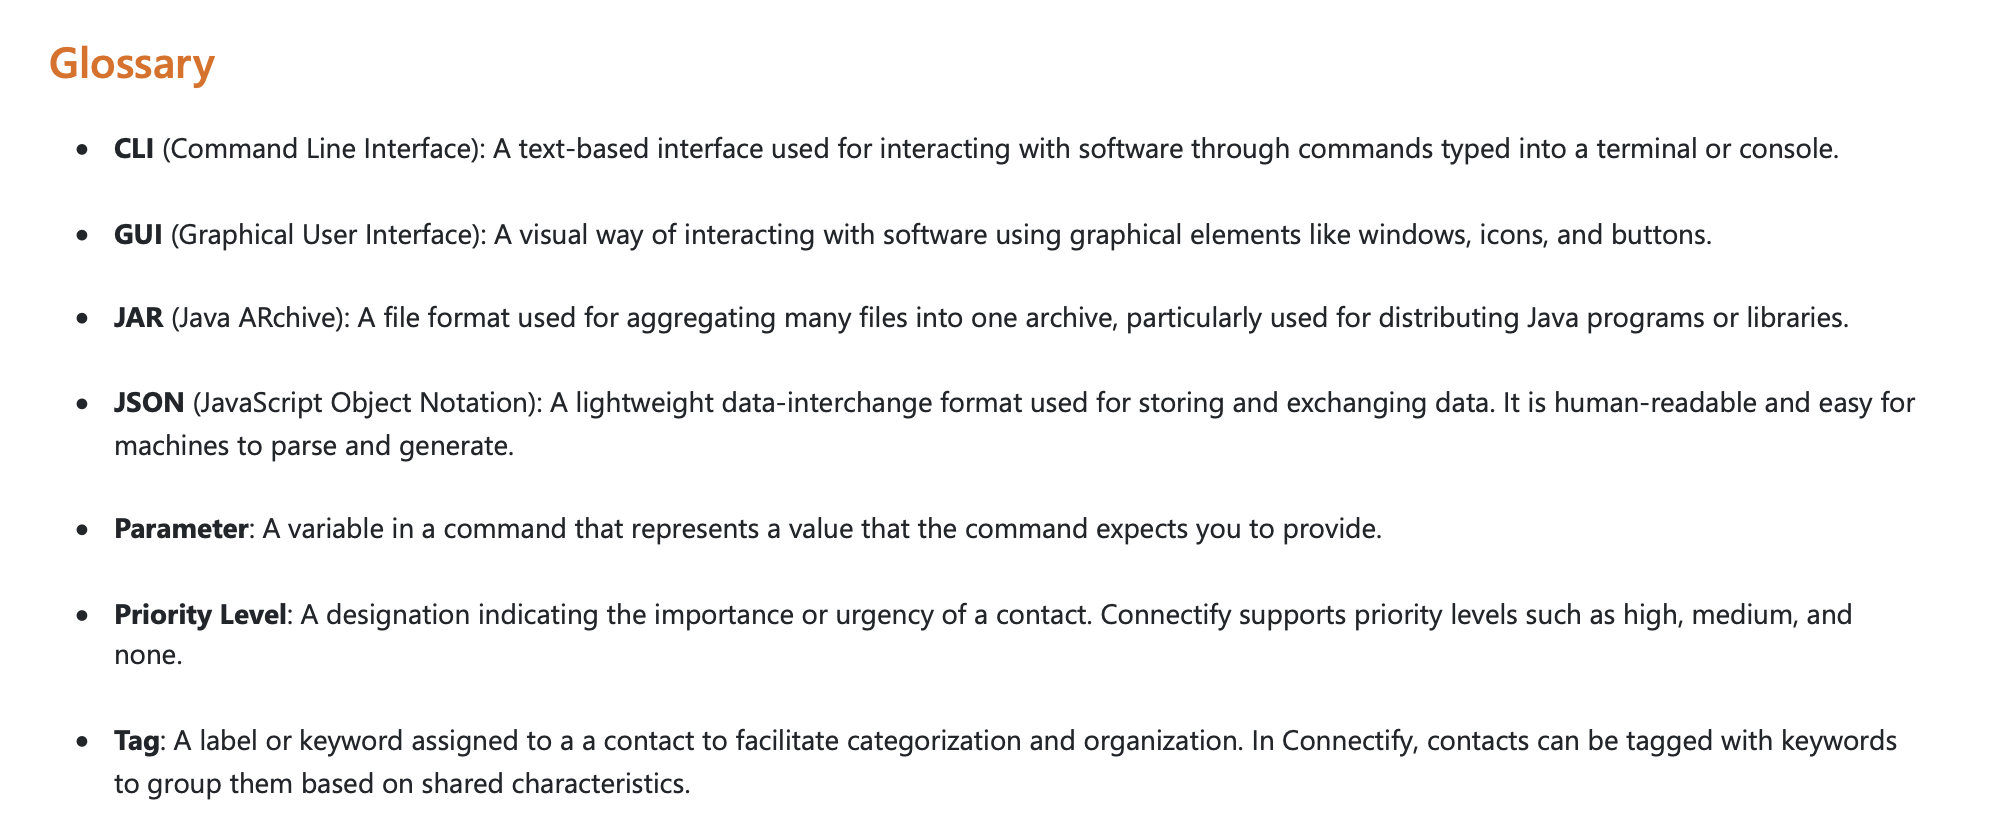 Glossary
• CLI (Command Line Interface): A text-based interface used for interacting with software through commands typed into a terminal or console.
• GUI (Graphical User Interface): A visual way of interacting with software using graphical elements like windows, icons, and buttons.
• JAR (Java ARchive): A file format used for aggregating many files into one archive, particularly used for distributing Java programs or libraries.
• JSON (JavaScript Object Notation): A lightweight data-interchange format used for storing and exchanging data. It is human-readable and easy for
machines to parse and generate.
• Parameter: A variable in a command that represents a value that the command expects you to provide.
• Priority Level: A designation indicating the importance or urgency of a contact. Connectify supports priority levels such as high, medium, and
none.
• Tag: A label or keyword assigned to a a contact to facilitate categorization and organization. In Connectify, contacts can be tagged with keywords
to group them based on shared characteristics.